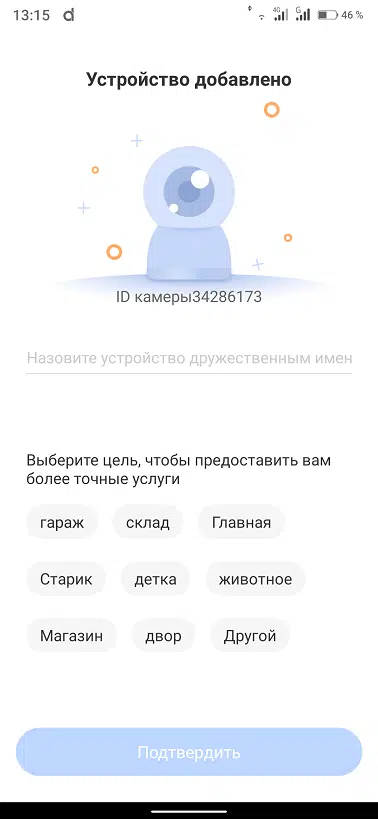 13:15 4G G 46 %
Устройство добавлено
ID камеры34286173
Назовите устройство дружественным имен
Выберите цель, чтобы предоставить вам
более точные услуги
гараж склад Главная
Старик детка животное
Магазин двор Другой
Подтвердить